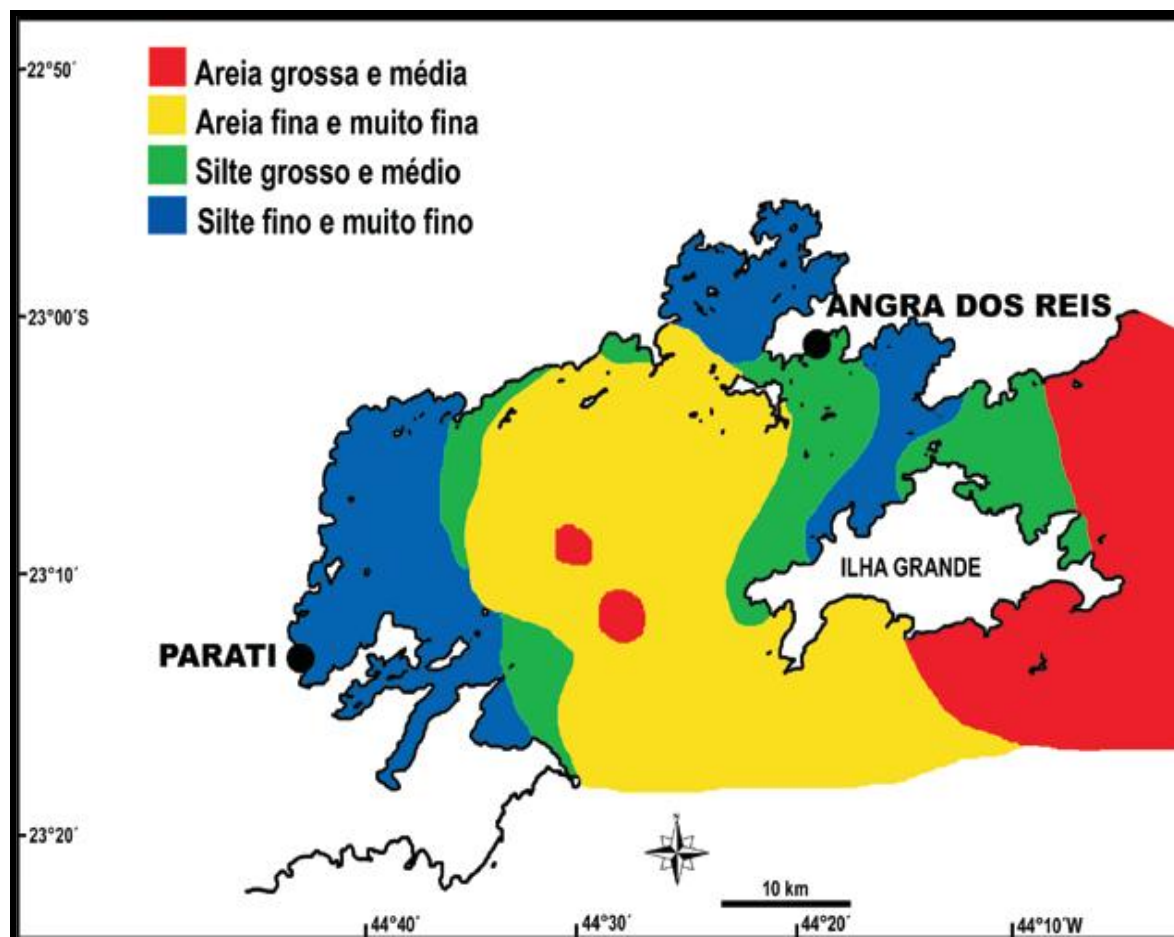 22°50´
Areia grossa e média
Areia fina e muito fina
Silte grosso e médio
Silte fino e muito fino
23°00´S
ANGRA DOS REIS
23°10´
ILHA GRANDE
PARATI
23°20´
N
10 km
44°40´
44°30´
44°20´
44°10´W